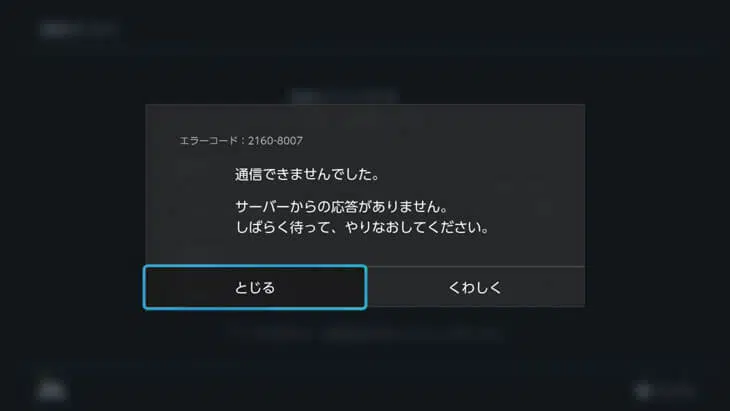 エラーコード：2160-8007
通信できませんでした。
サーバーからの応答がありません。
しばらく待って、やりなおしてください。
とじる
くわしく